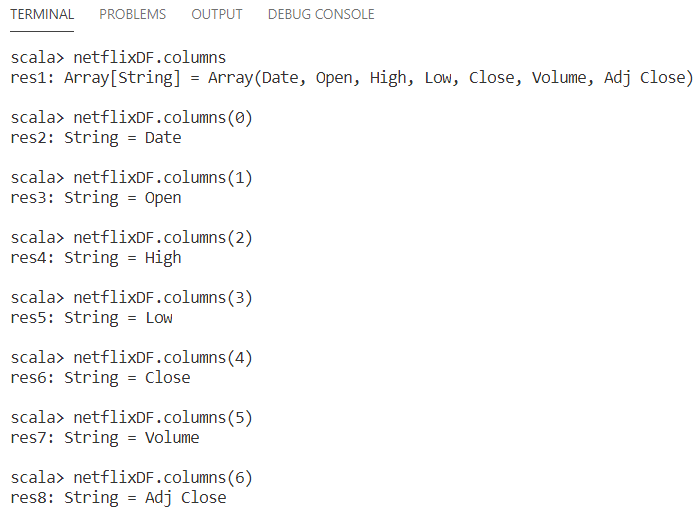 TERMINAL PROBLEMS OUTPUT DEBUG CONSOLE
scala> netflixDF.columns
res1: Array[String] = Array(Date, Open, High, Low, Close, Volume, Adj Close)
scala> netflixDF.columns(0)
res2: String = Date
scala> netflixDF.columns(1)
res3: String = Open
scala> netflixDF.columns(2)
res4: String = High
scala> netflixDF.columns(3)
res5: String = Low
scala> netflixDF.columns(4)
res6: String = Close
scala> netflixDF.columns(5)
res7: String = Volume
scala> netflixDF.columns(6)
res8: String = Adj Close